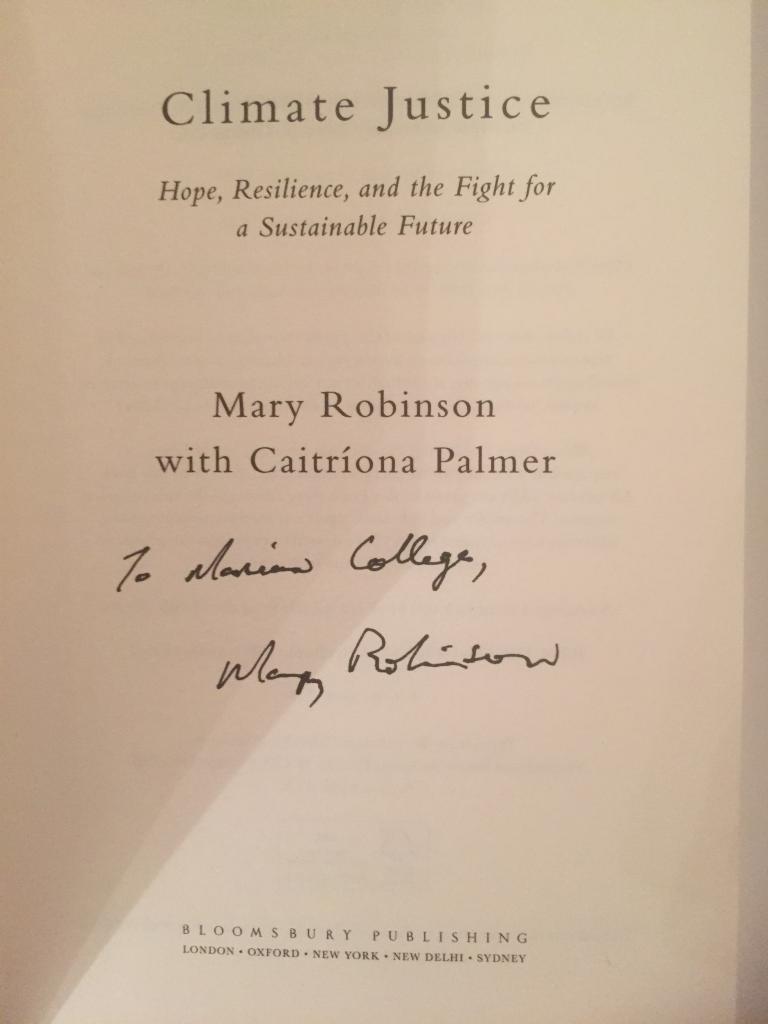 Climate Justice
Hope, Resilience, and the Fight for
a Sustainable Future
Mary Robinson
with Caitríona Palmer
To Marian College,
Mary Robinson
BLOOMSBURY PUBLISHING
LONDON • OXFORD • NEW YORK • NEW DELHI • SYDNEY